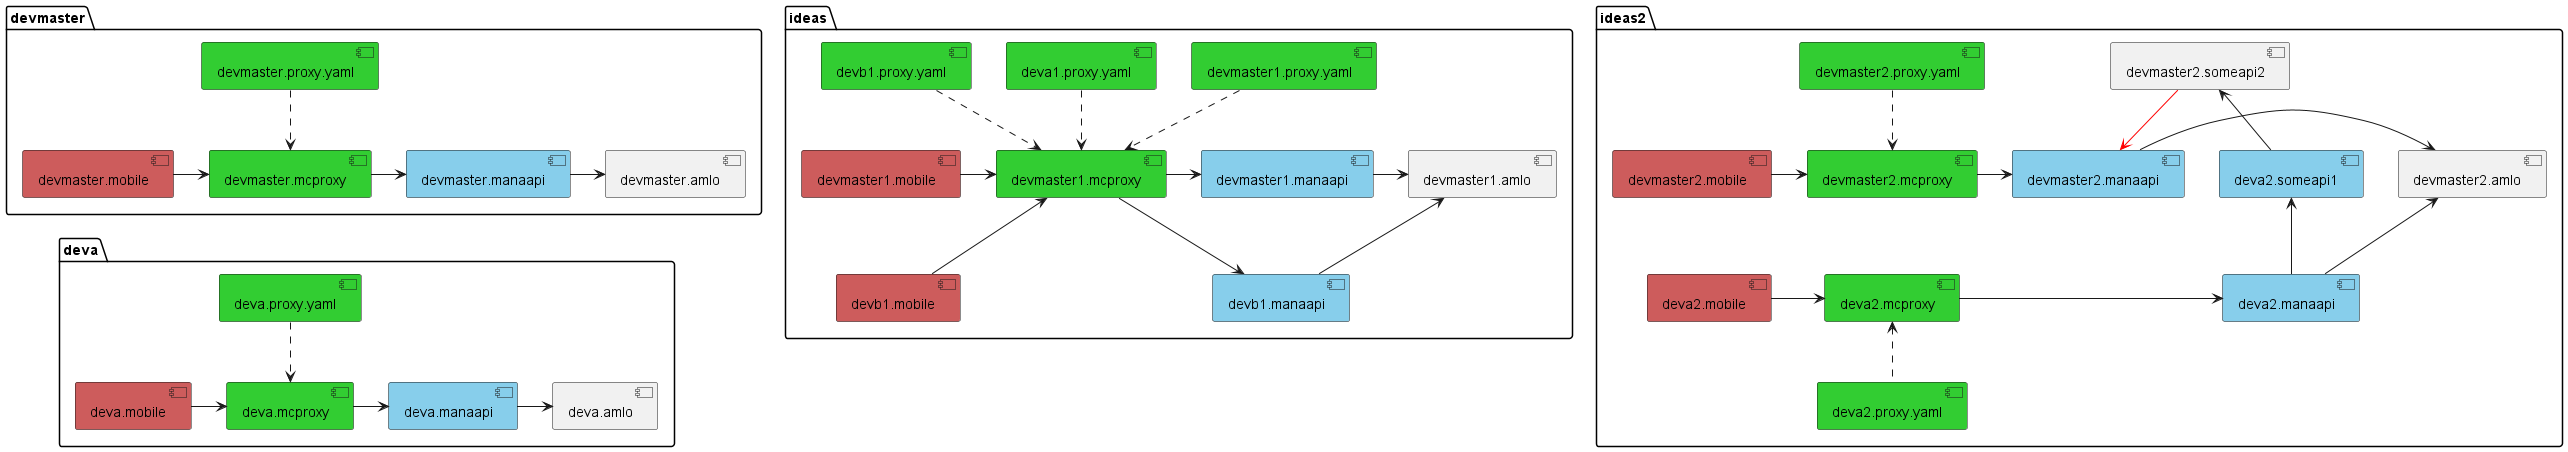 devmaster
devmaster.proxy.yaml
devmaster.mobile
devmaster.mcproxy
devmaster.manaapi
devmaster.amlo
deva
deva.proxy.yaml
deva.mobile
deva.mcproxy
deva.manaapi
deva.amlo
ideas
devb1.proxy.yaml
deva1.proxy.yaml
devmaster1.proxy.yaml
devmaster1.mobile
devmaster1.mcproxy
devmaster1.manaapi
devmaster1.amlo
devb1.mobile
devb1.manaapi
ideas2
devmaster2.proxy.yaml
devmaster2.someapi2
devmaster2.mobile
devmaster2.mcproxy
devmaster2.manaapi
deva2.someapi1
devmaster2.amlo
deva2.mobile
deva2.mcproxy
deva2.manaapi
deva2.proxy.yaml